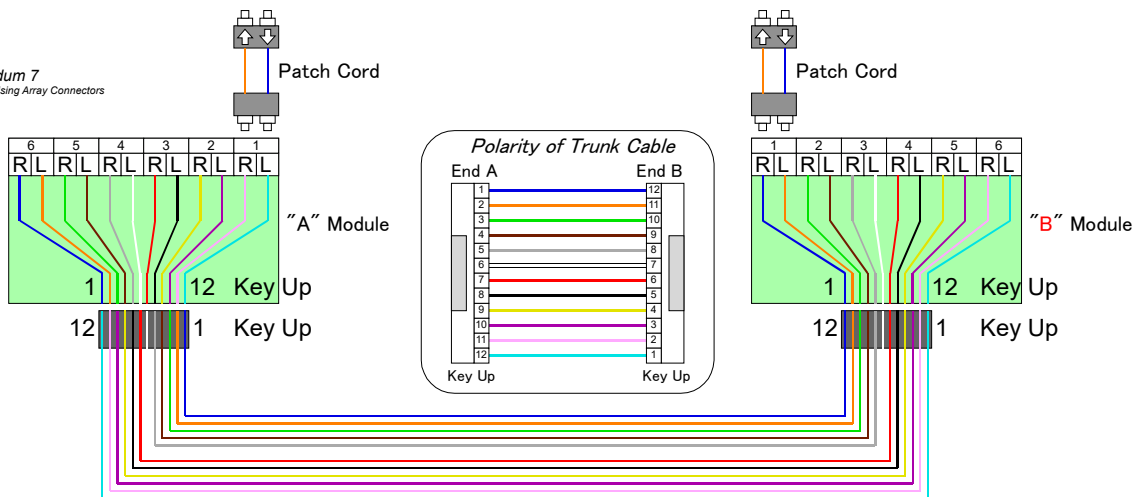 dum 7
sing Array Connectors
Patch Cord
Patch Cord
6 5 4 3 2 1
R L R L R L R L R L R L
"A" Module
1 12 Key Up
12 1 Key Up
Polarity of Trunk Cable
End A End B
1 12
2 11
3 10
4 9
5 8
6 7
7 6
8 5
9 4
10 3
11 2
12 1
Key Up Key Up
1 2 3 4 5 6
R L R L R L R L R L R L
"B" Module
1 12 Key Up
12 1 Key Up